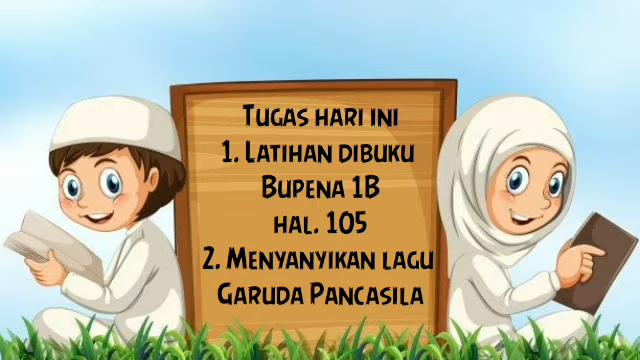 Tugas hari ini
1. Latihan dibuku
Bupena 1B
hal. 105
2. Menyanyikan lagu
Garuda Pancasila